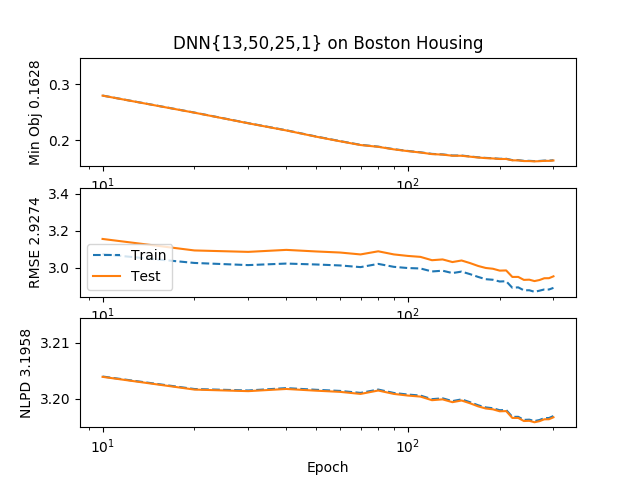 DNN{13,50,25,1} on Boston Housing
Min Obj 0.1628
0.3
0.2
10^1
10^2
RMSE 2.9274
3.4
3.2
3.0
Train
Test
10^1
10^2
NLPD 3.1958
3.21
3.20
10^1
10^2
Epoch